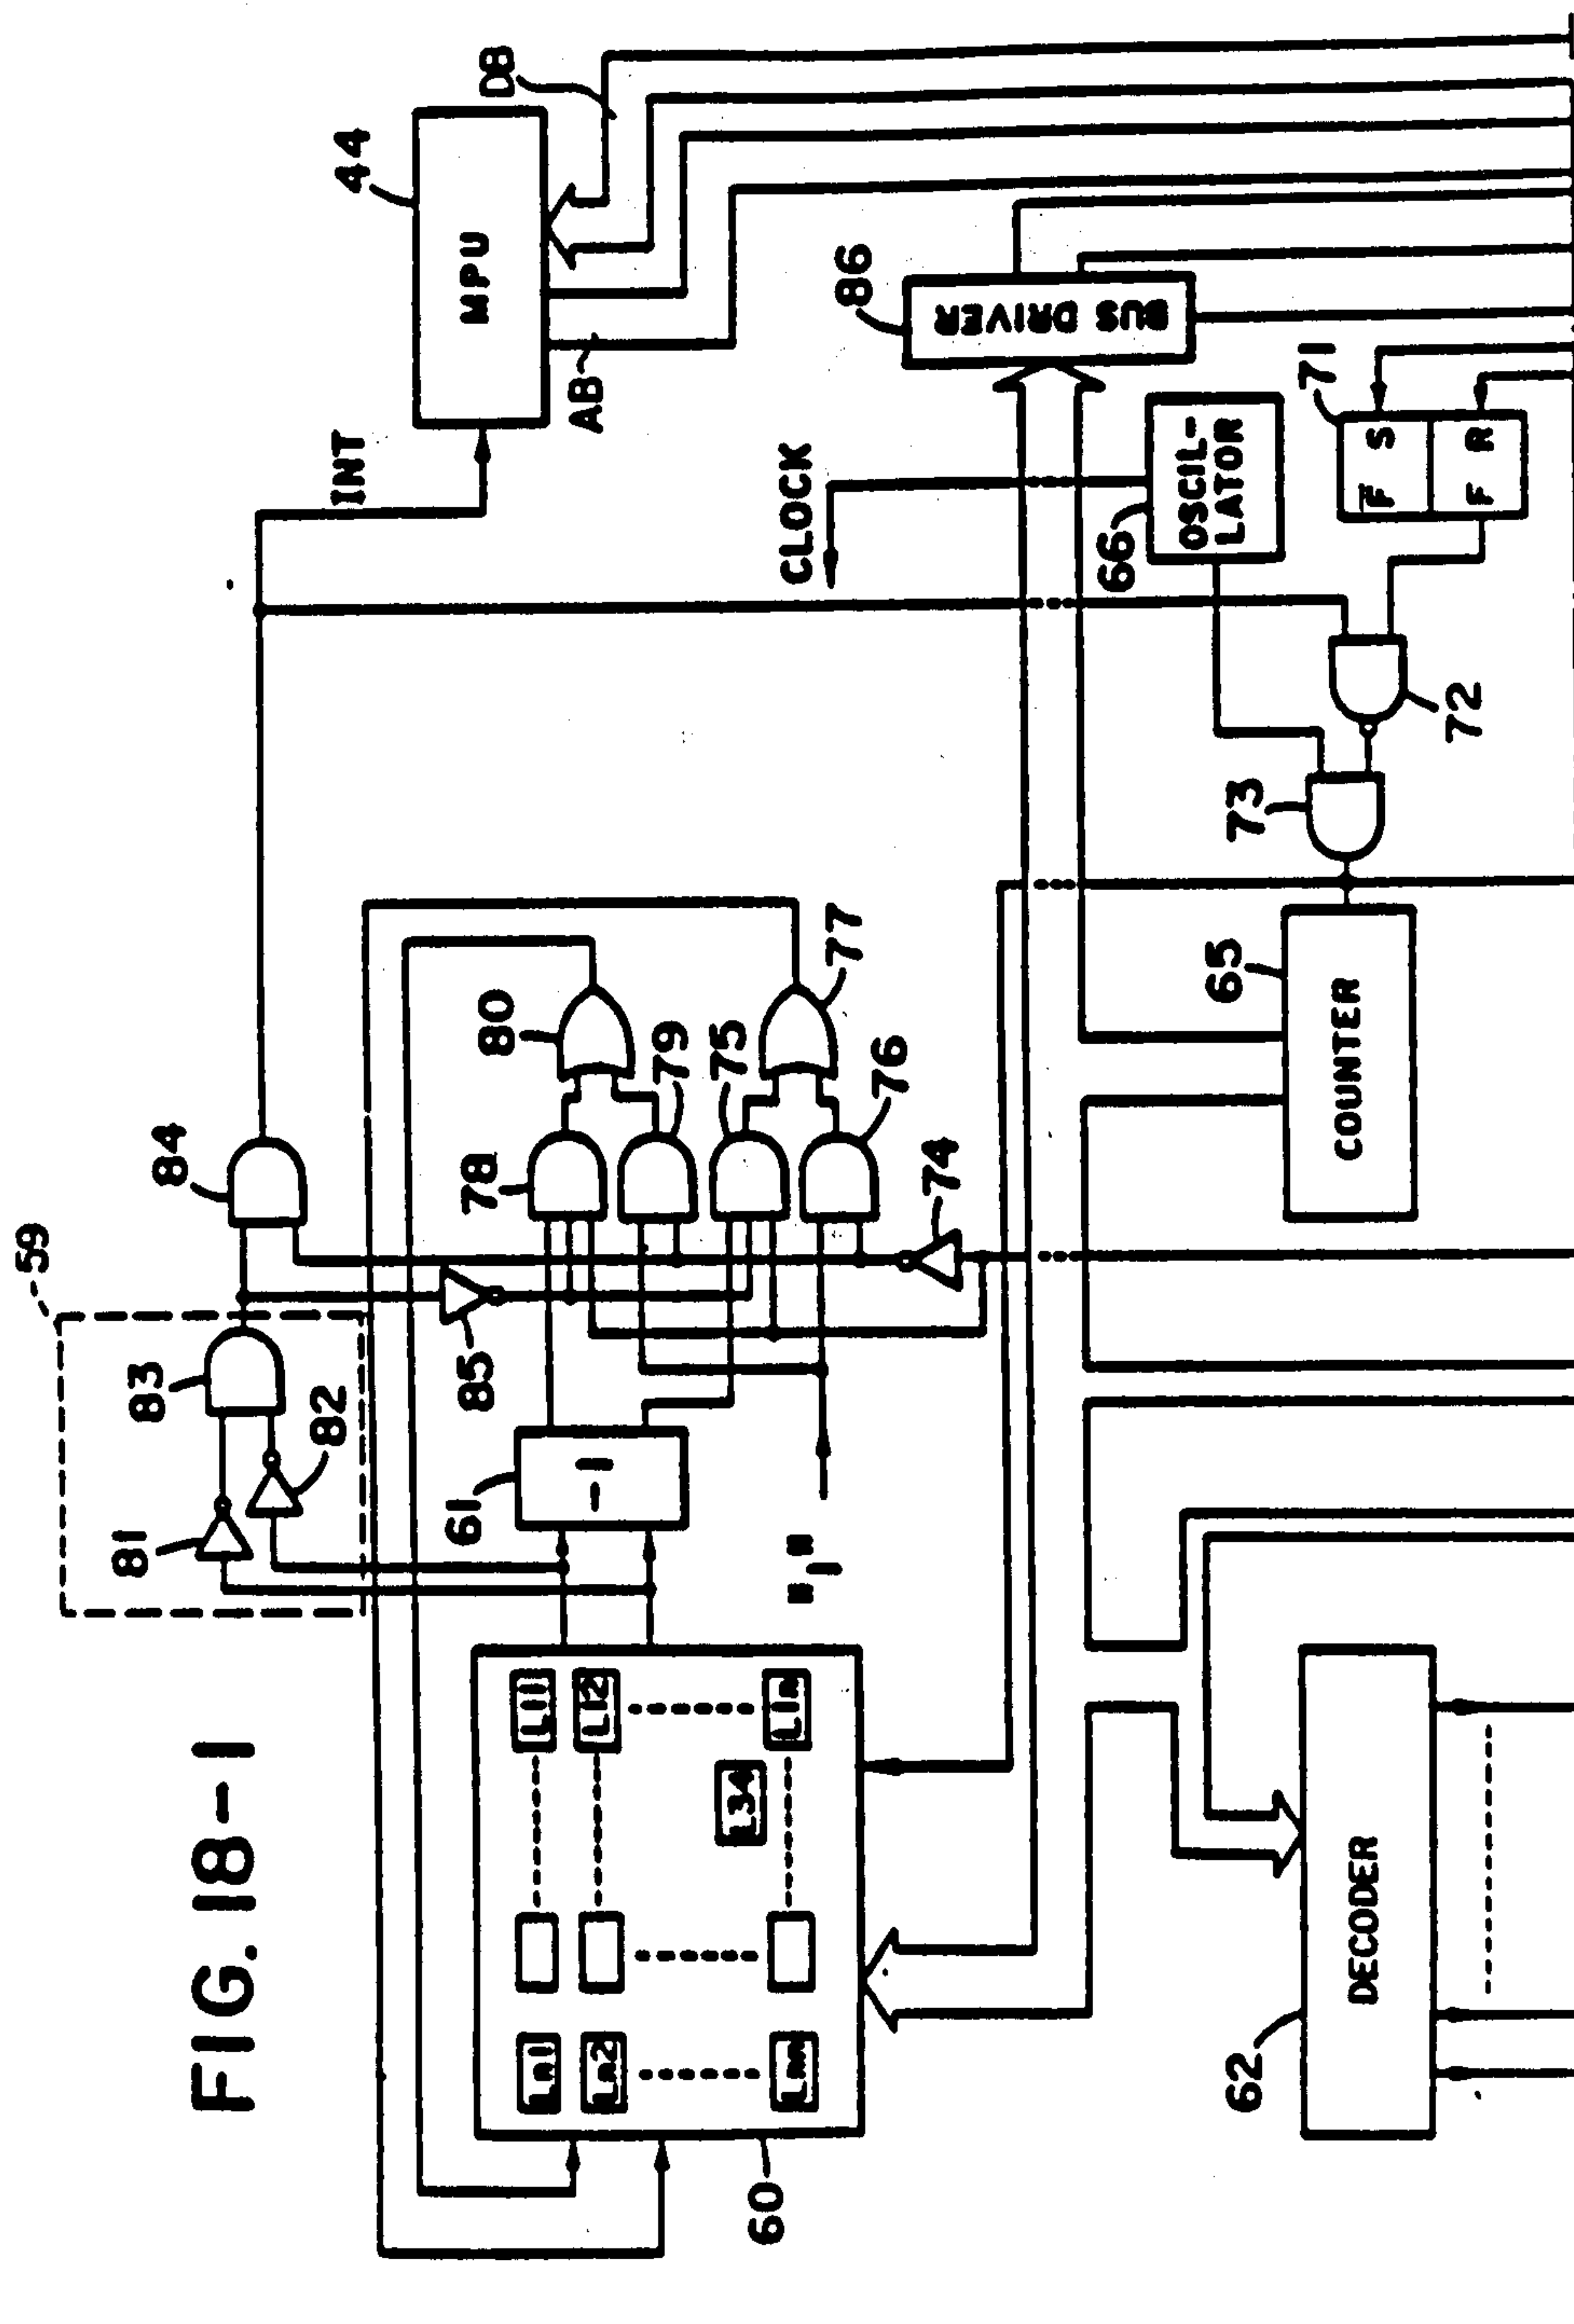 FIG. 18-1
59
81
82
83
84
INT
44
MPU
DB
AB
61
-1
85
78
79
80
75
76
77
74
"1"
60
Ln1
Ln2
Lnn
L11
L12
L1n
L34
CLOCK
86
BUS DRIVER
66
OSCIL-
LATOR
71
F̅ S
F R
72
73
65
COUNTER
62
DECODER